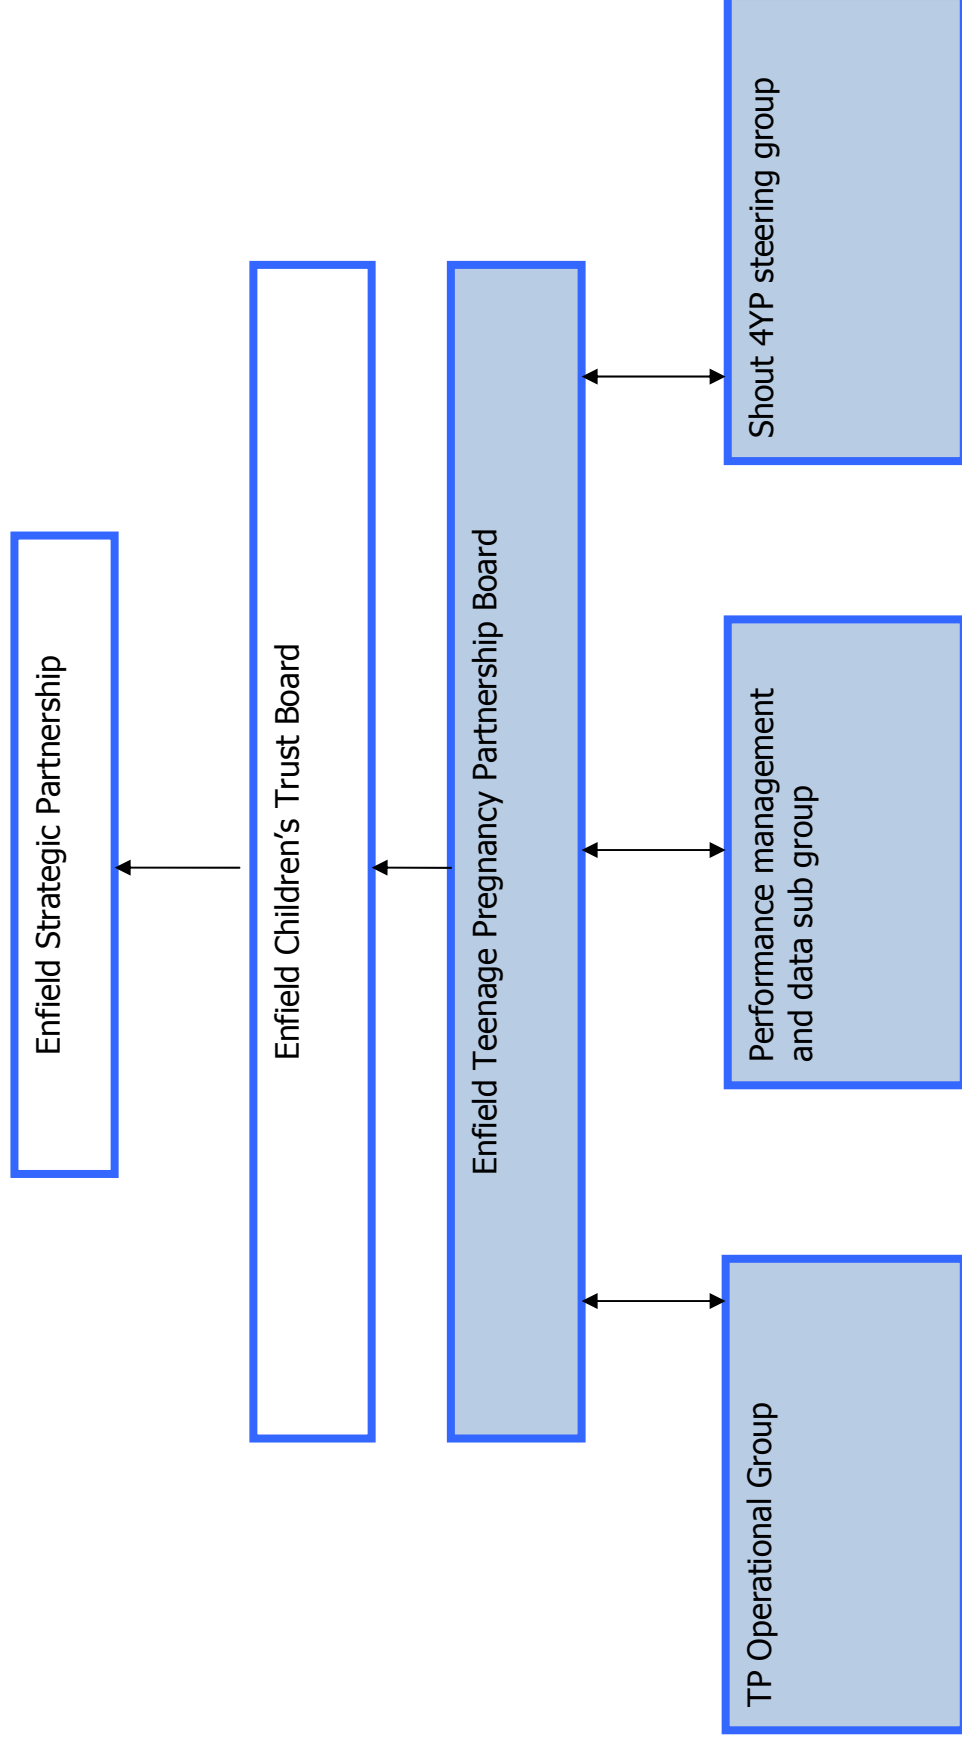 Enfield Strategic Partnership
Enfield Children’s Trust Board
Enfield Teenage Pregnancy Partnership Board
TP Operational Group
Performance management
and data sub group
Shout 4YP steering group